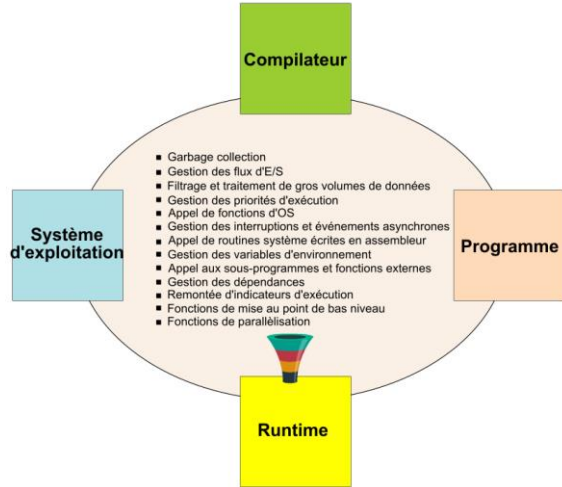 Compilateur
■ Garbage collection
■ Gestion des flux d'E/S
■ Filtrage et traitement de gros volumes de données
■ Gestion des priorités d'exécution
■ Appel de fonctions d'OS
■ Gestion des interruptions et événements asynchrones
■ Appel de routines système écrites en assembleur
■ Gestion des variables d'environnement
■ Appel aux sous-programmes et fonctions externes
■ Gestion des dépendances
■ Remontée d'indicateurs d'exécution
■ Fonctions de mise au point de bas niveau
■ Fonctions de parallèlisation
Système
d'exploitation
Programme
Runtime